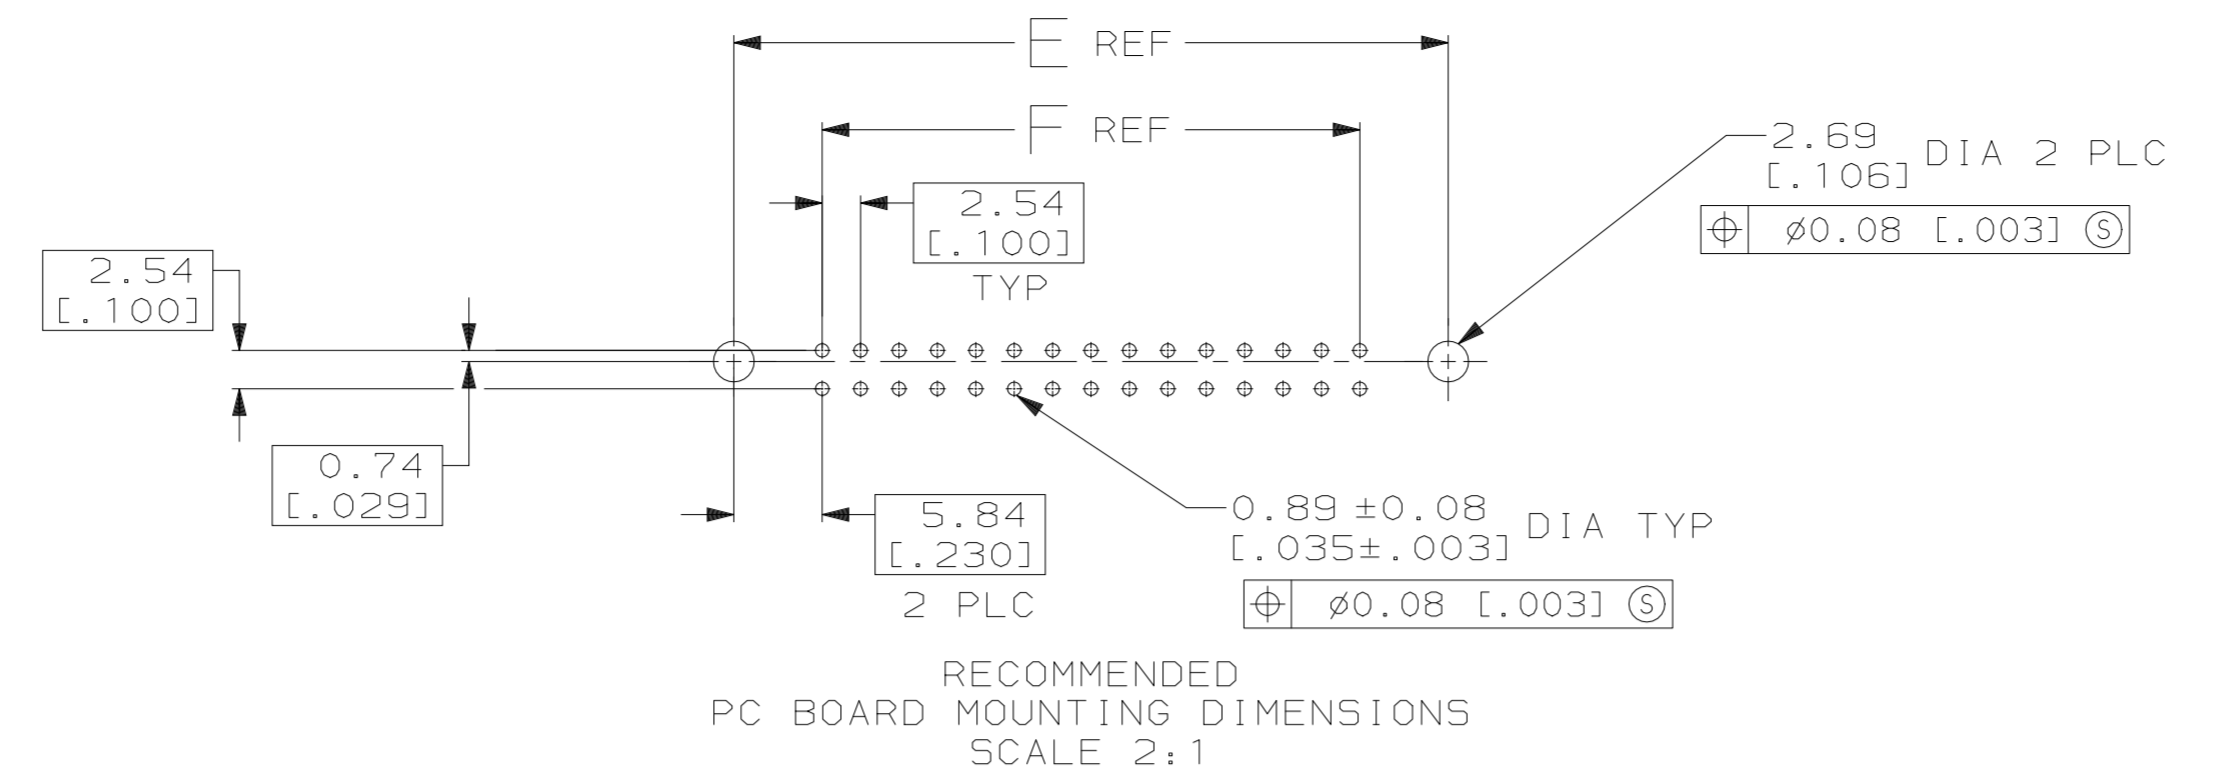 E REF
F REF
2.69
[.106] DIA 2 PLC
⌖ ⌀0.08 [.003] Ⓢ
2.54
[.100]
TYP
2.54
[.100]
0.74
[.029]
5.84
[.230]
2 PLC
0.89 ±0.08
[.035±.003] DIA TYP
⌖ ⌀0.08 [.003] Ⓢ
RECOMMENDED
PC BOARD MOUNTING DIMENSIONS
SCALE 2:1